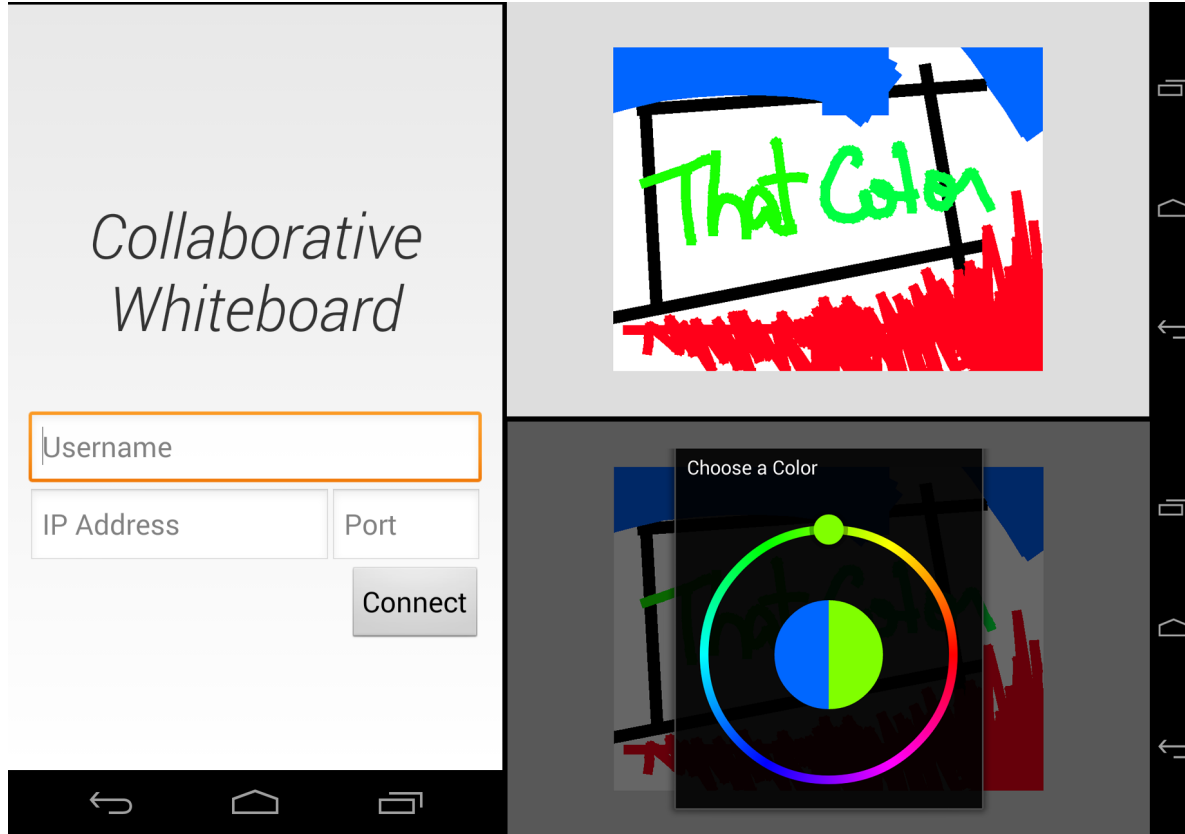 Collaborative
Whiteboard
Username
IP Address
Port
Connect
That Color
Choose a Color